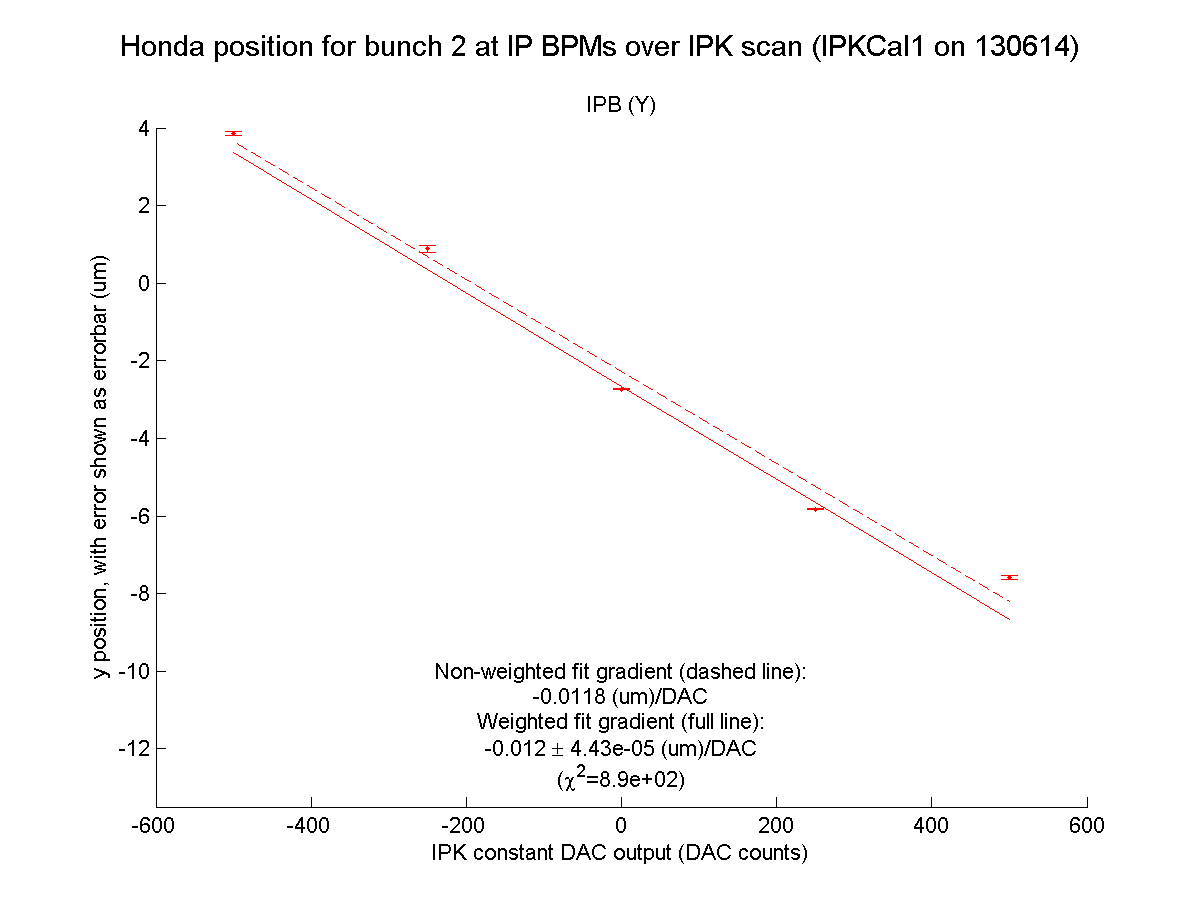 Honda position for bunch 2 at IP BPMs over IPK scan (IPKCal1 on 130614)
IPB (Y)
y position, with error shown as errorbar (um)
4
2
0
-2
-4
-6
-8
-10
-12
Non-weighted fit gradient (dashed line):
-0.0118 (um)/DAC
Weighted fit gradient (full line):
-0.012 ± 4.43e-05 (um)/DAC
(χ²=8.9e+02)
-600 -400 -200 0 200 400 600
IPK constant DAC output (DAC counts)